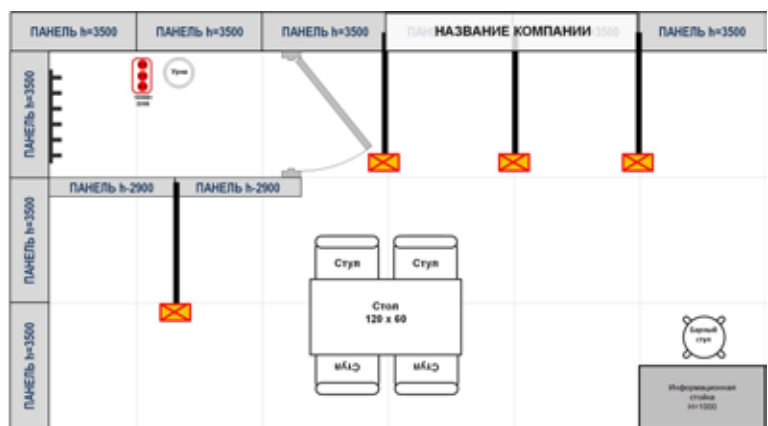 ПАНЕЛЬ h=3500
ПАНЕЛЬ h=3500
ПАНЕЛЬ h=3500
НАЗВАНИЕ КОМПАНИИ
ПАНЕЛЬ h=3500
ПАНЕЛЬ h=3500
Урна
ПАНЕЛЬ h-2900
ПАНЕЛЬ h-2900
ПАНЕЛЬ h=3500
ПАНЕЛЬ h=3500
Стул
Стул
Стол
120 x 60
Стул
Стул
Барный
стул
Информационная
стойка
H=1000